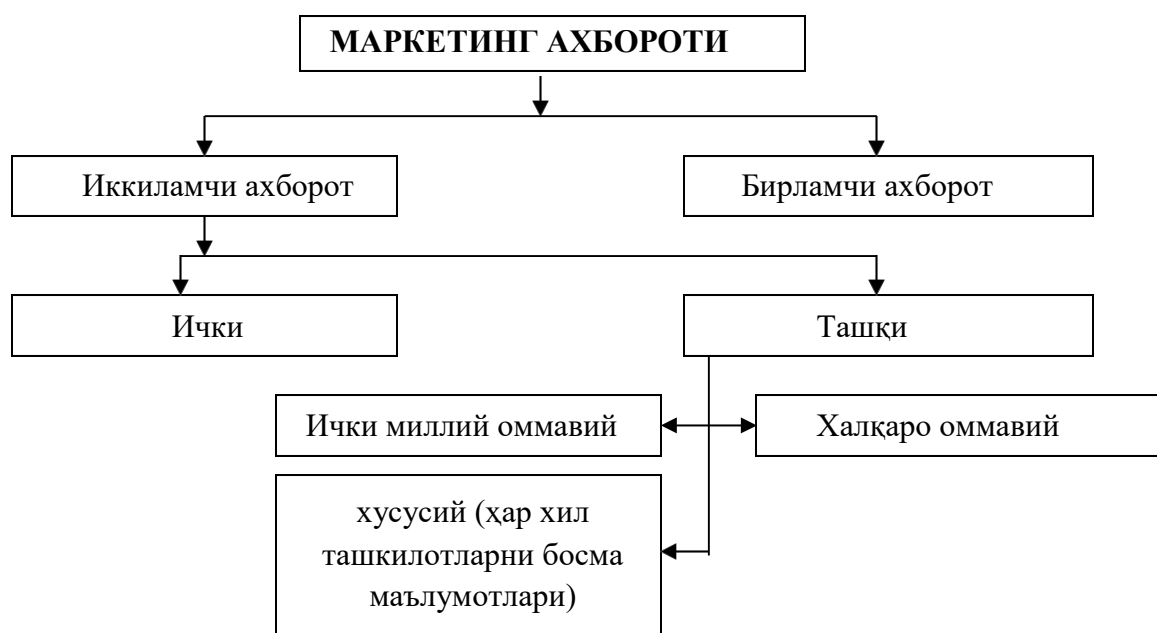 МАРКЕТИНГ АХБОРОТИ
Иккиламчи ахборот
Бирламчи ахборот
Ички
Ташқи
Ички миллий оммавий
Халқаро оммавий
хусусий (ҳар хил
ташкилотларни босма
маълумотлари)